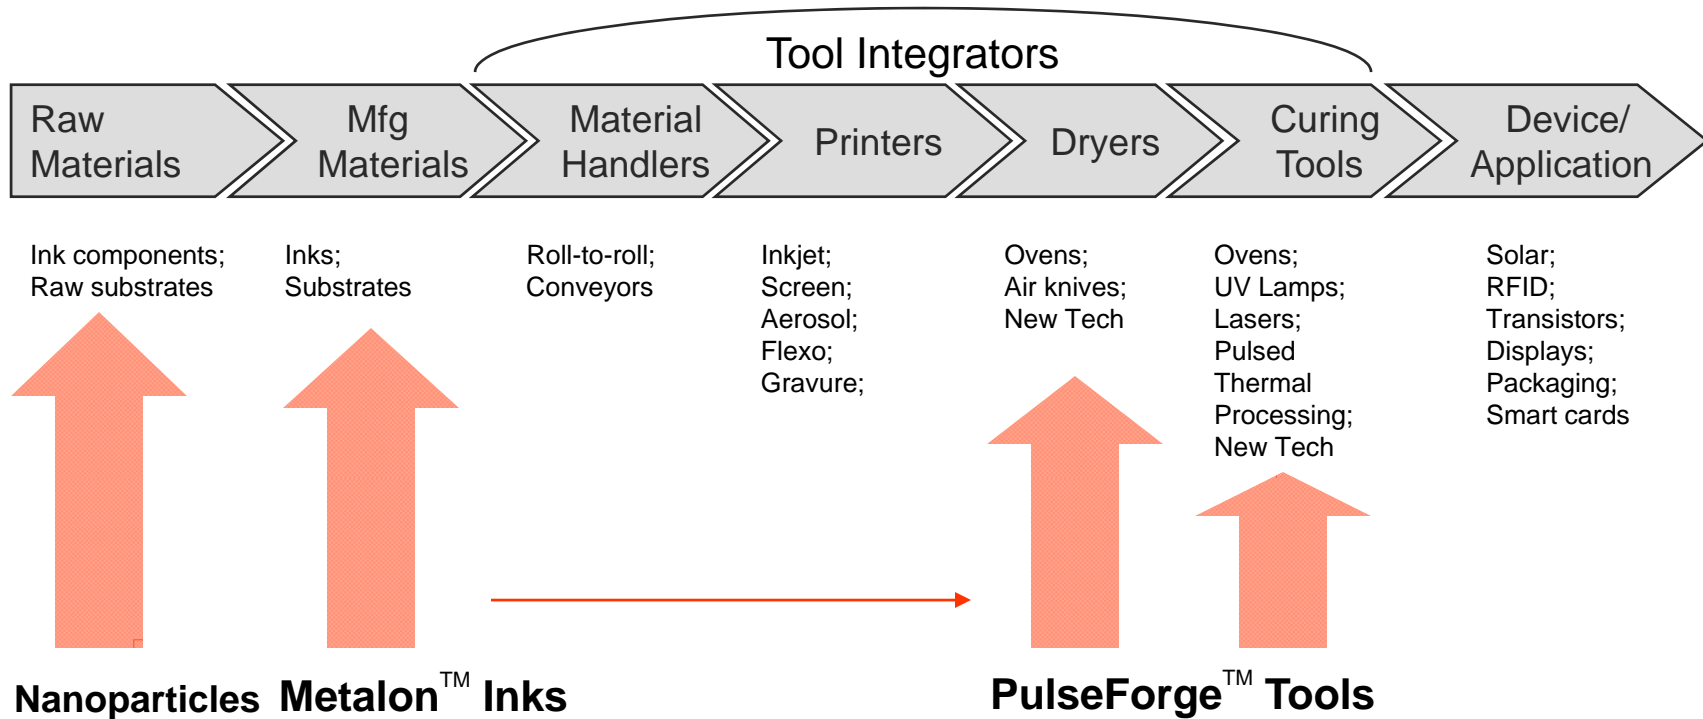 Tool Integrators
Raw
Materials
Mfg
Materials
Material
Handlers
Printers
Dryers
Curing
Tools
Device/
Application
Ink components;
Raw substrates
Inks;
Substrates
Roll-to-roll;
Conveyors
Inkjet;
Screen;
Aerosol;
Flexo;
Gravure;
Ovens;
Air knives;
New Tech
Ovens;
UV Lamps;
Lasers;
Pulsed
Thermal
Processing;
New Tech
Solar;
RFID;
Transistors;
Displays;
Packaging;
Smart cards
Nanoparticles
Metalon™ Inks
PulseForge™ Tools